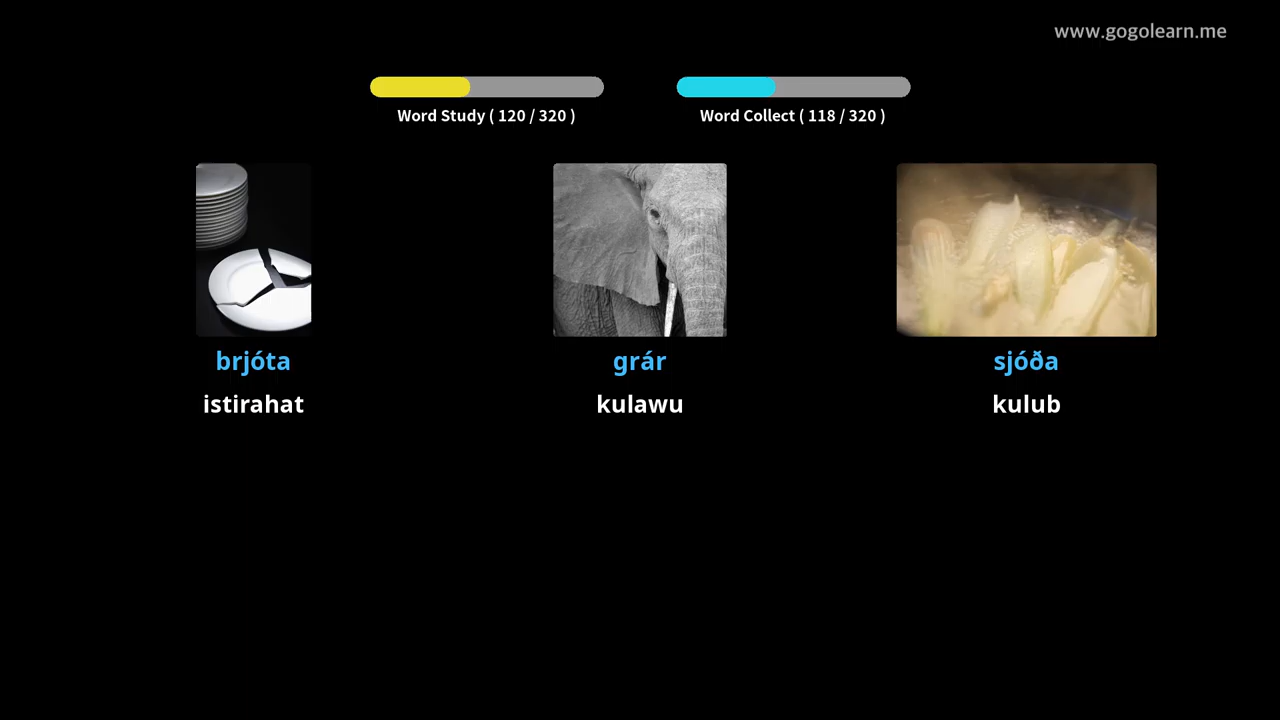 www.gogolearn.me
Word Study ( 120 / 320 )
Word Collect ( 118 / 320 )
brjóta
grár
sjóða
istirahat
kulawu
kulub